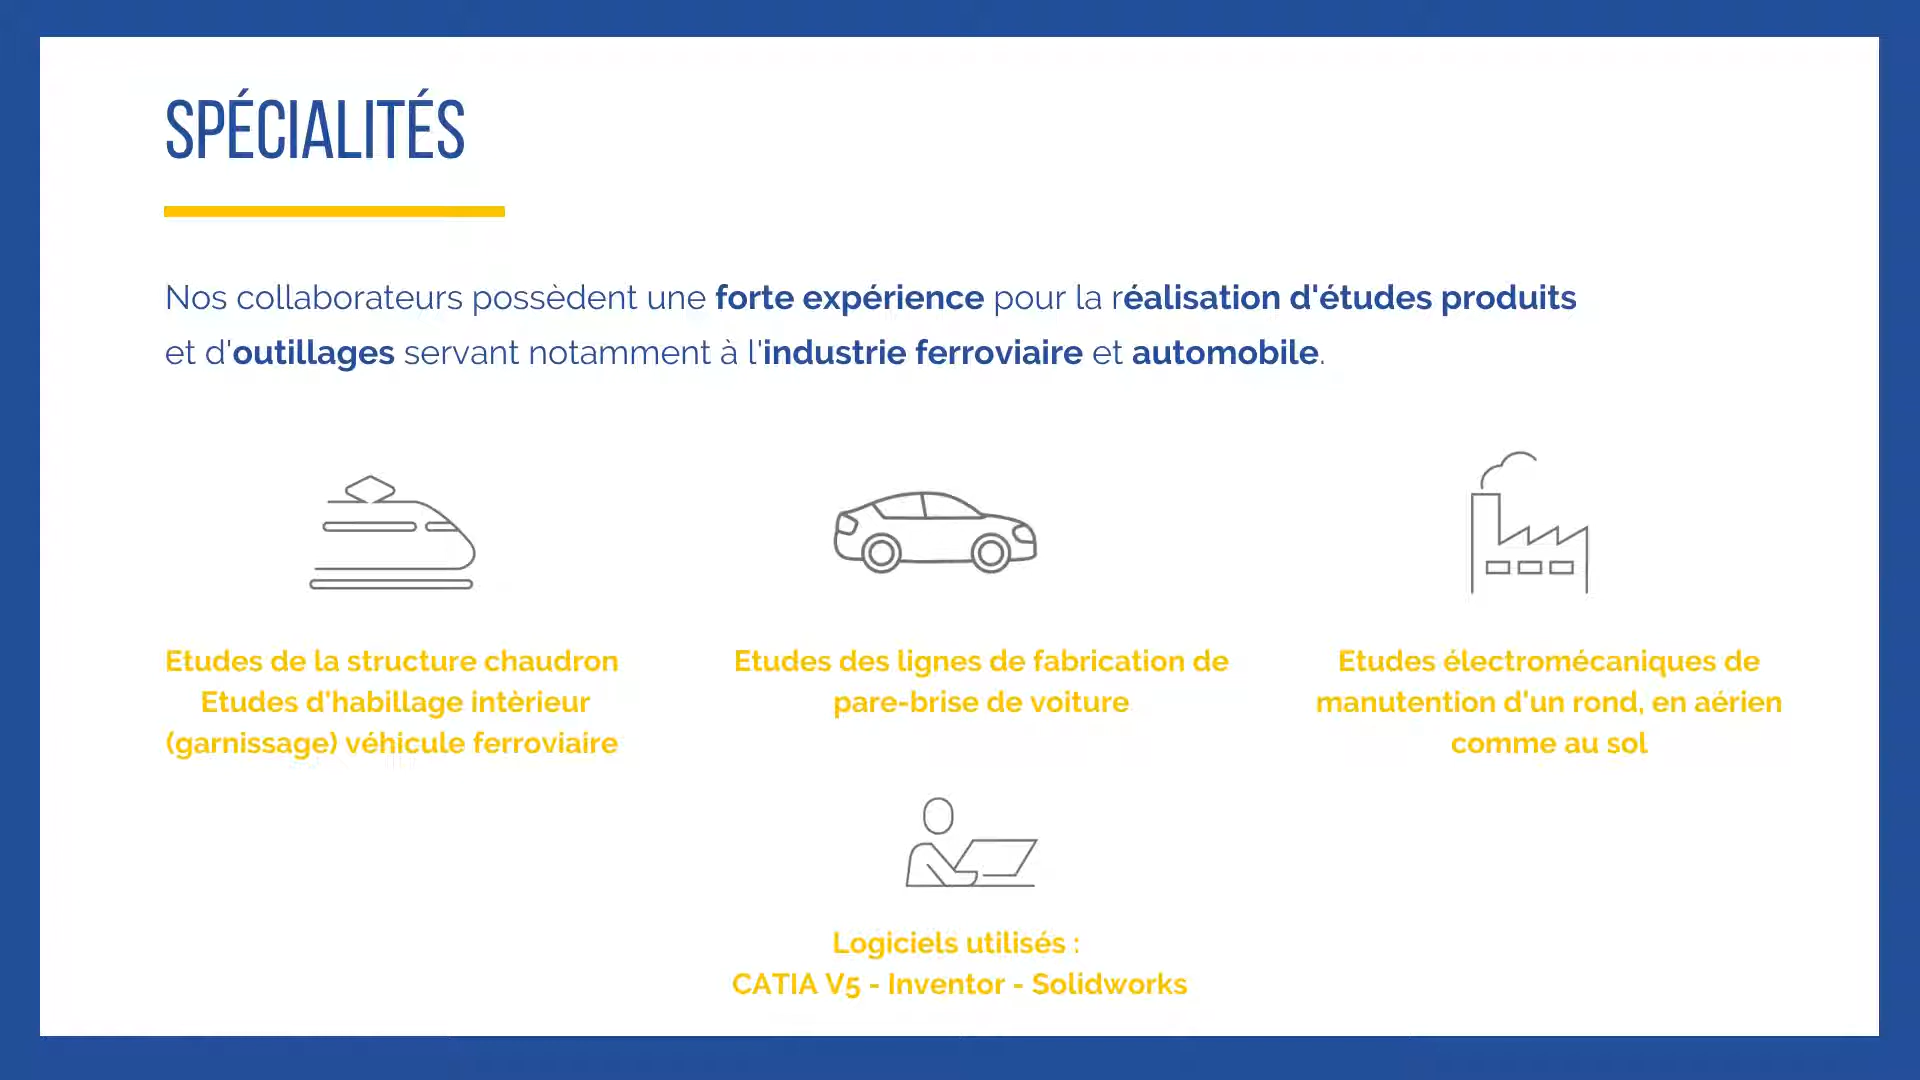 SPÉCIALITÉS
Nos collaborateurs possèdent une forte expérience pour la réalisation d'études produits
et d'outillages servant notamment à l'industrie ferroviaire et automobile.
Etudes de la structure chaudron
Etudes d'habillage intèrieur
(garnissage) véhicule ferroviaire
Etudes des lignes de fabrication de
pare-brise de voiture
Etudes électromécaniques de
manutention d'un rond, en aérien
comme au sol
Logiciels utilisés :
CATIA V5 - Inventor - Solidworks